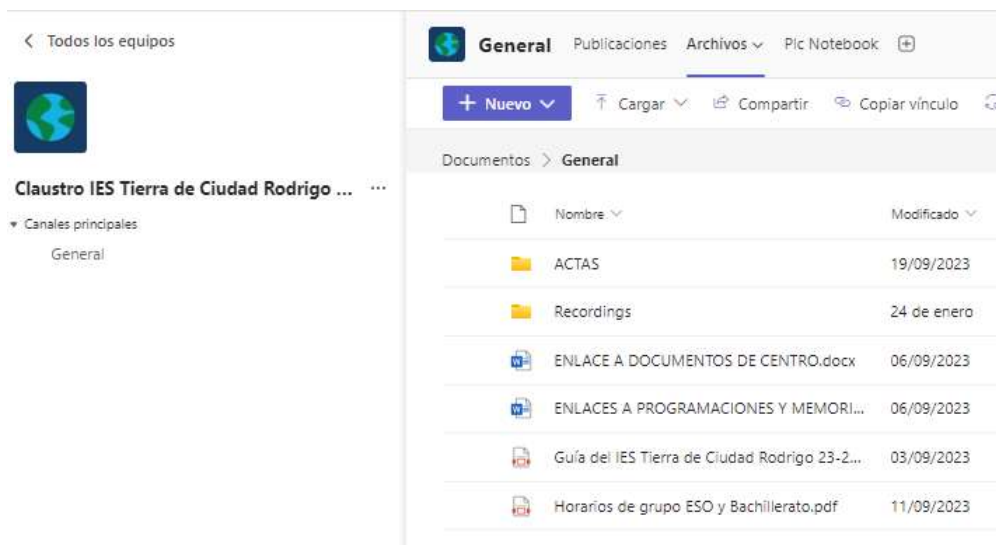 Todos los equipos
Claustro IES Tierra de Ciudad Rodrigo ... ...
Canales principales
General
General Publicaciones Archivos Plc Notebook
Nuevo Cargar Compartir Copiar vínculo
Documentos > General
Nombre Modificado
ACTAS 19/09/2023
Recordings 24 de enero
ENLACE A DOCUMENTOS DE CENTRO.docx 06/09/2023
ENLACES A PROGRAMACIONES Y MEMORI... 06/09/2023
Guía del IES Tierra de Ciudad Rodrigo 23-2... 03/09/2023
Horarios de grupo ESO y Bachillerato.pdf 11/09/2023